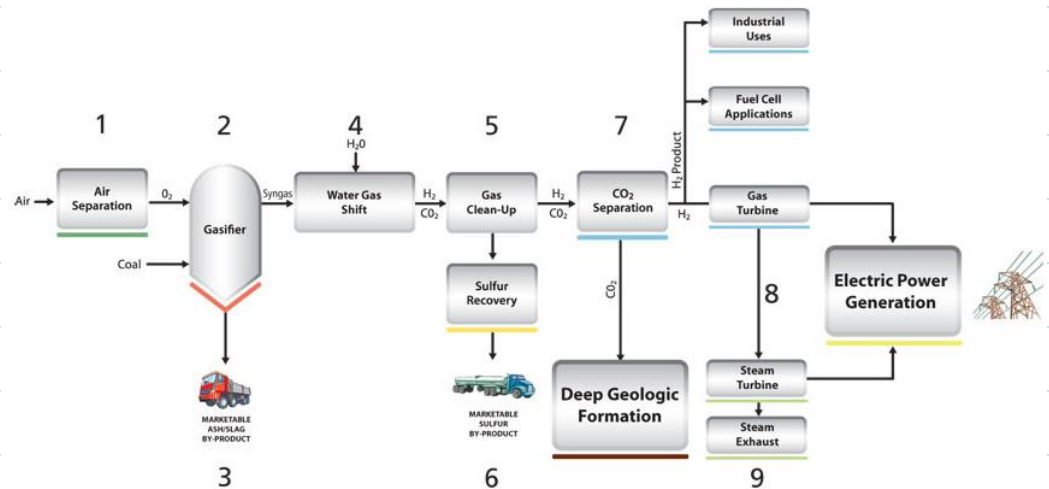 Industrial
Uses
Fuel Cell
Applications
1
2
4
5
7
H₂O
H₂ Product
Air
Air
Separation
O₂
Gasifier
Syngas
Water Gas
Shift
H₂
CO₂
Gas
Clean-Up
H₂
CO₂
CO₂
Separation
H₂
Gas
Turbine
Coal
Sulfur
Recovery
CO₂
8
Electric Power
Generation
MARKETABLE
ASH/SLAG
BY-PRODUCT
MARKETABLE
SULFUR
BY-PRODUCT
Deep Geologic
Formation
Steam
Turbine
Steam
Exhaust
3
6
9